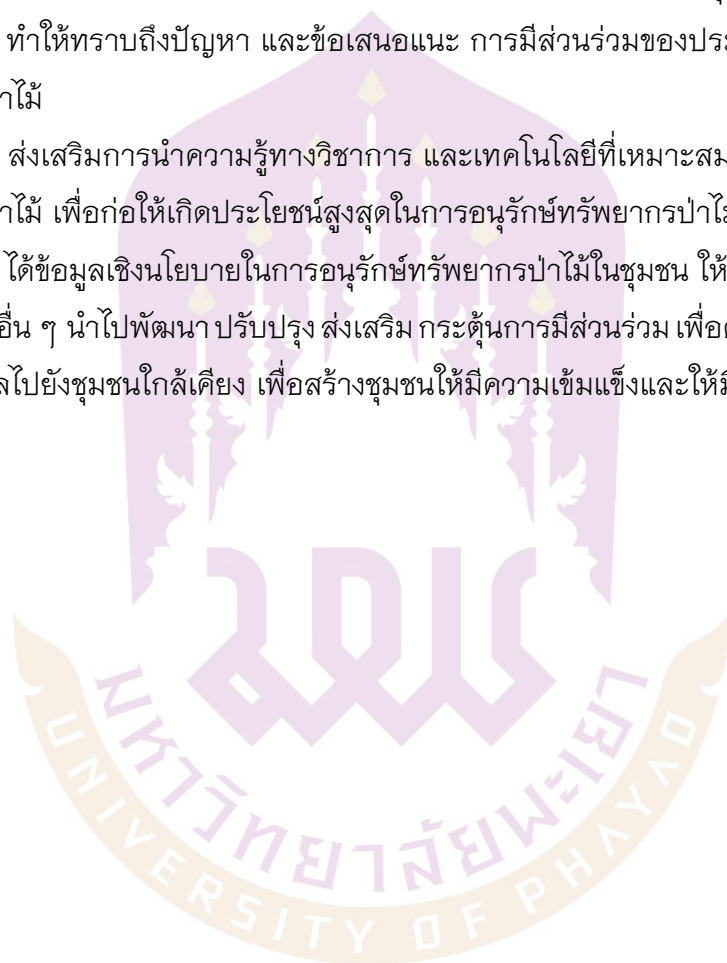 ทำให้ทราบถึงปัญหา และข้อเสนอแนะ การมีส่วนร่วมของประ
าไม้
ส่งเสริมการนำความรู้ทางวิชาการ และเทคโนโลยีที่เหมาะสม
าไม้ เพื่อก่อให้เกิดประโยชน์สูงสุดในการอนุรักษ์ทรัพยากรป่าไม
ได้ข้อมูลเชิงนโยบายในการอนุรักษ์ทรัพยากรป่าไม้ในชุมชน ให้
อื่น ๆ นำไปพัฒนา ปรับปรุง ส่งเสริม กระตุ้นการมีส่วนร่วม เพื่อ
ลไปยังชุมชนใกล้เคียง เพื่อสร้างชุมชนให้มีความเข้มแข็งและให้มี
มพ
มหาวิทยาลัยพะเยา
UNIVERSITY OF PHAYAO